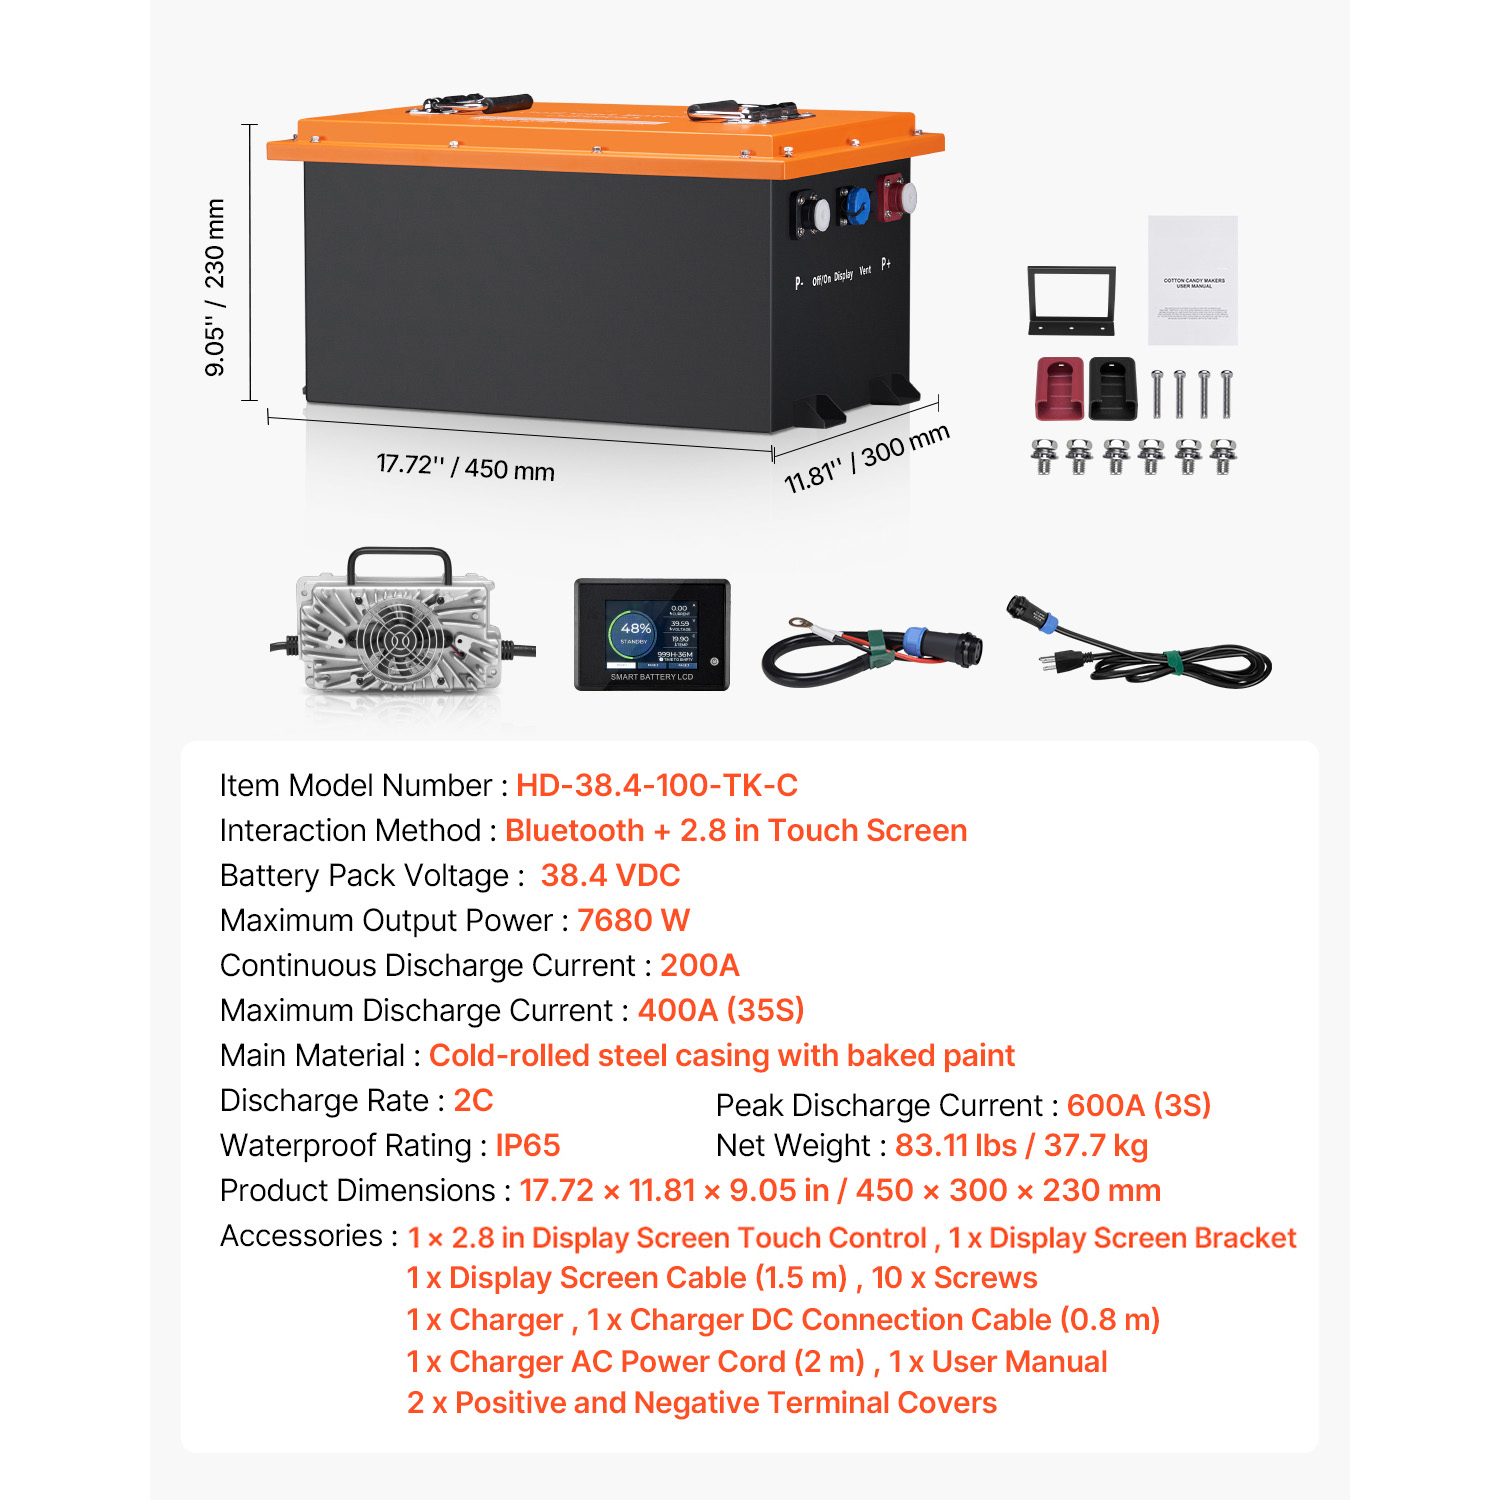 9.05'' / 230 mm
P- Off/On Display Vent P+
17.72'' / 450 mm
11.81'' / 300 mm
COTTON CANDY MAKERS
USER MANUAL
48%
STANDBY
0.00
CURRENT
39.59
VOLTAGE
19.90
TEMP
999H-36M
TIME TO EMPTY
SMART BATTERY LCD
Item Model Number : HD-38.4-100-TK-C
Interaction Method : Bluetooth + 2.8 in Touch Screen
Battery Pack Voltage : 38.4 VDC
Maximum Output Power : 7680 W
Continuous Discharge Current : 200A
Maximum Discharge Current : 400A (35S)
Main Material : Cold-rolled steel casing with baked paint
Discharge Rate : 2C
Peak Discharge Current : 600A (3S)
Waterproof Rating : IP65
Net Weight : 83.11 lbs / 37.7 kg
Product Dimensions : 17.72 × 11.81 × 9.05 in / 450 × 300 × 230 mm
Accessories : 1 × 2.8 in Display Screen Touch Control , 1 x Display Screen Bracket
1 x Display Screen Cable (1.5 m) , 10 x Screws
1 x Charger , 1 x Charger DC Connection Cable (0.8 m)
1 x Charger AC Power Cord (2 m) , 1 x User Manual
2 x Positive and Negative Terminal Covers